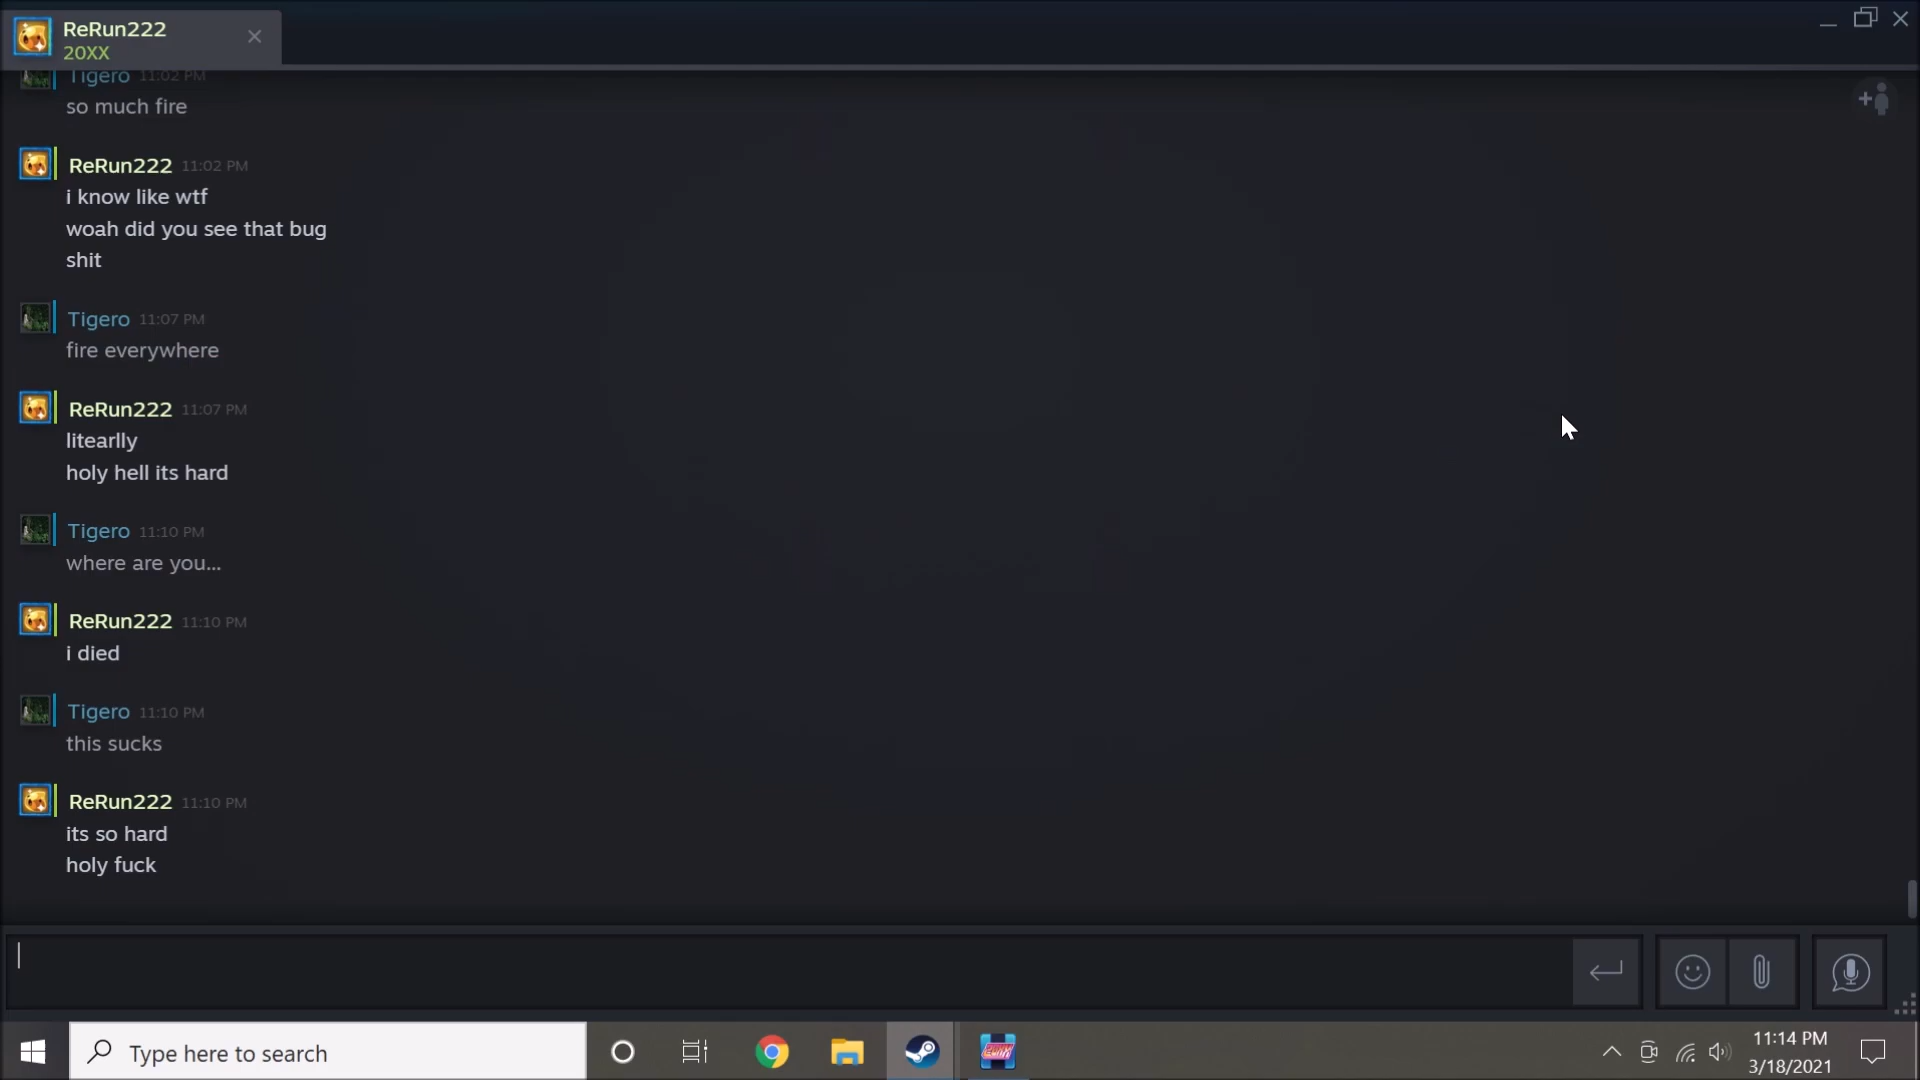 ReRun222
20XX
Tigero 11:02 PM
so much fire
ReRun222 11:02 PM
i know like wtf
woah did you see that bug
shit
Tigero 11:07 PM
fire everywhere
ReRun222 11:07 PM
litearlly
holy hell its hard
Tigero 11:10 PM
where are you...
ReRun222 11:10 PM
i died
Tigero 11:10 PM
this sucks
ReRun222 11:10 PM
its so hard
holy fuck
Type here to search
11:14 PM
3/18/2021